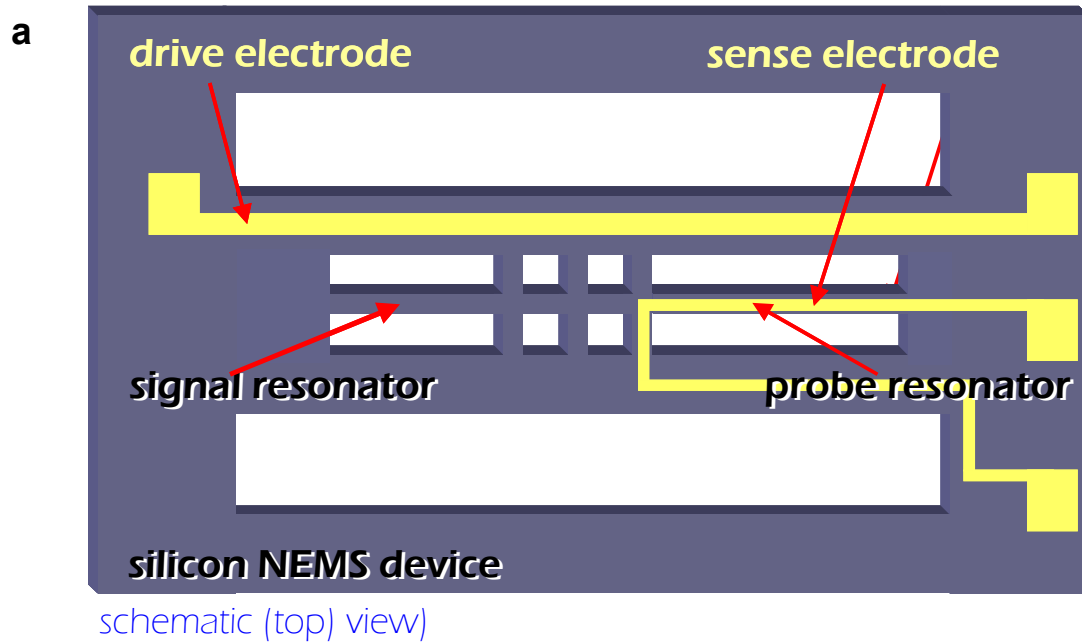 a
drive electrode
sense electrode
signal resonator
probe resonator
silicon NEMS device
schematic (top) view)